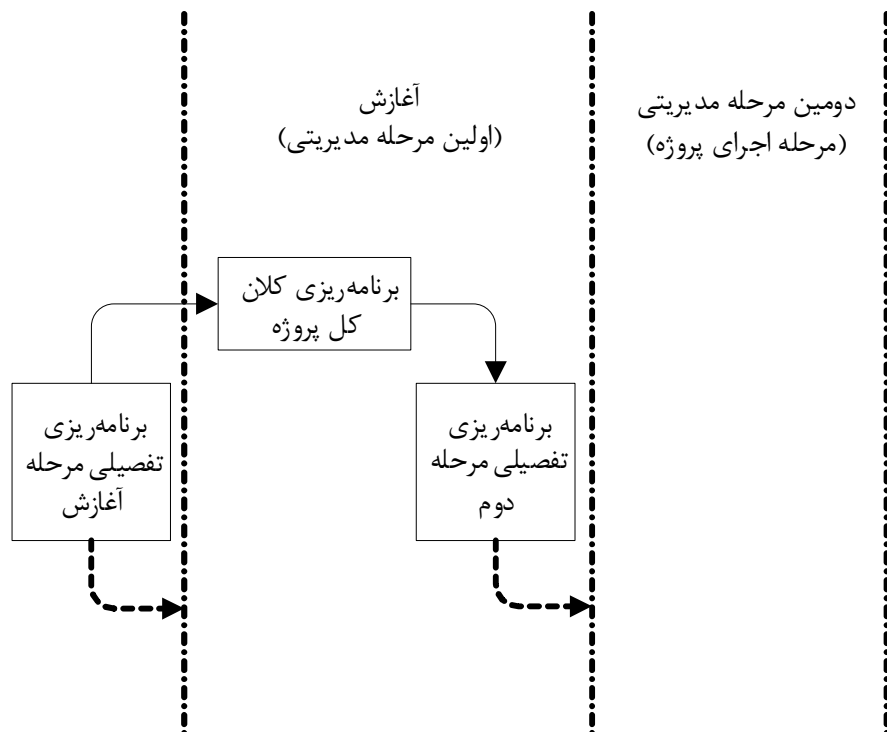 آغازش
(اولین مرحله مدیریتی)
دومین مرحله مدیریتی
(مرحله اجرای پروژه)
برنامه‌ریزی کلان
کل پروژه
برنامه‌ریزی
تفصیلی مرحله
آغازش
برنامه‌ریزی
تفصیلی مرحله
دوم